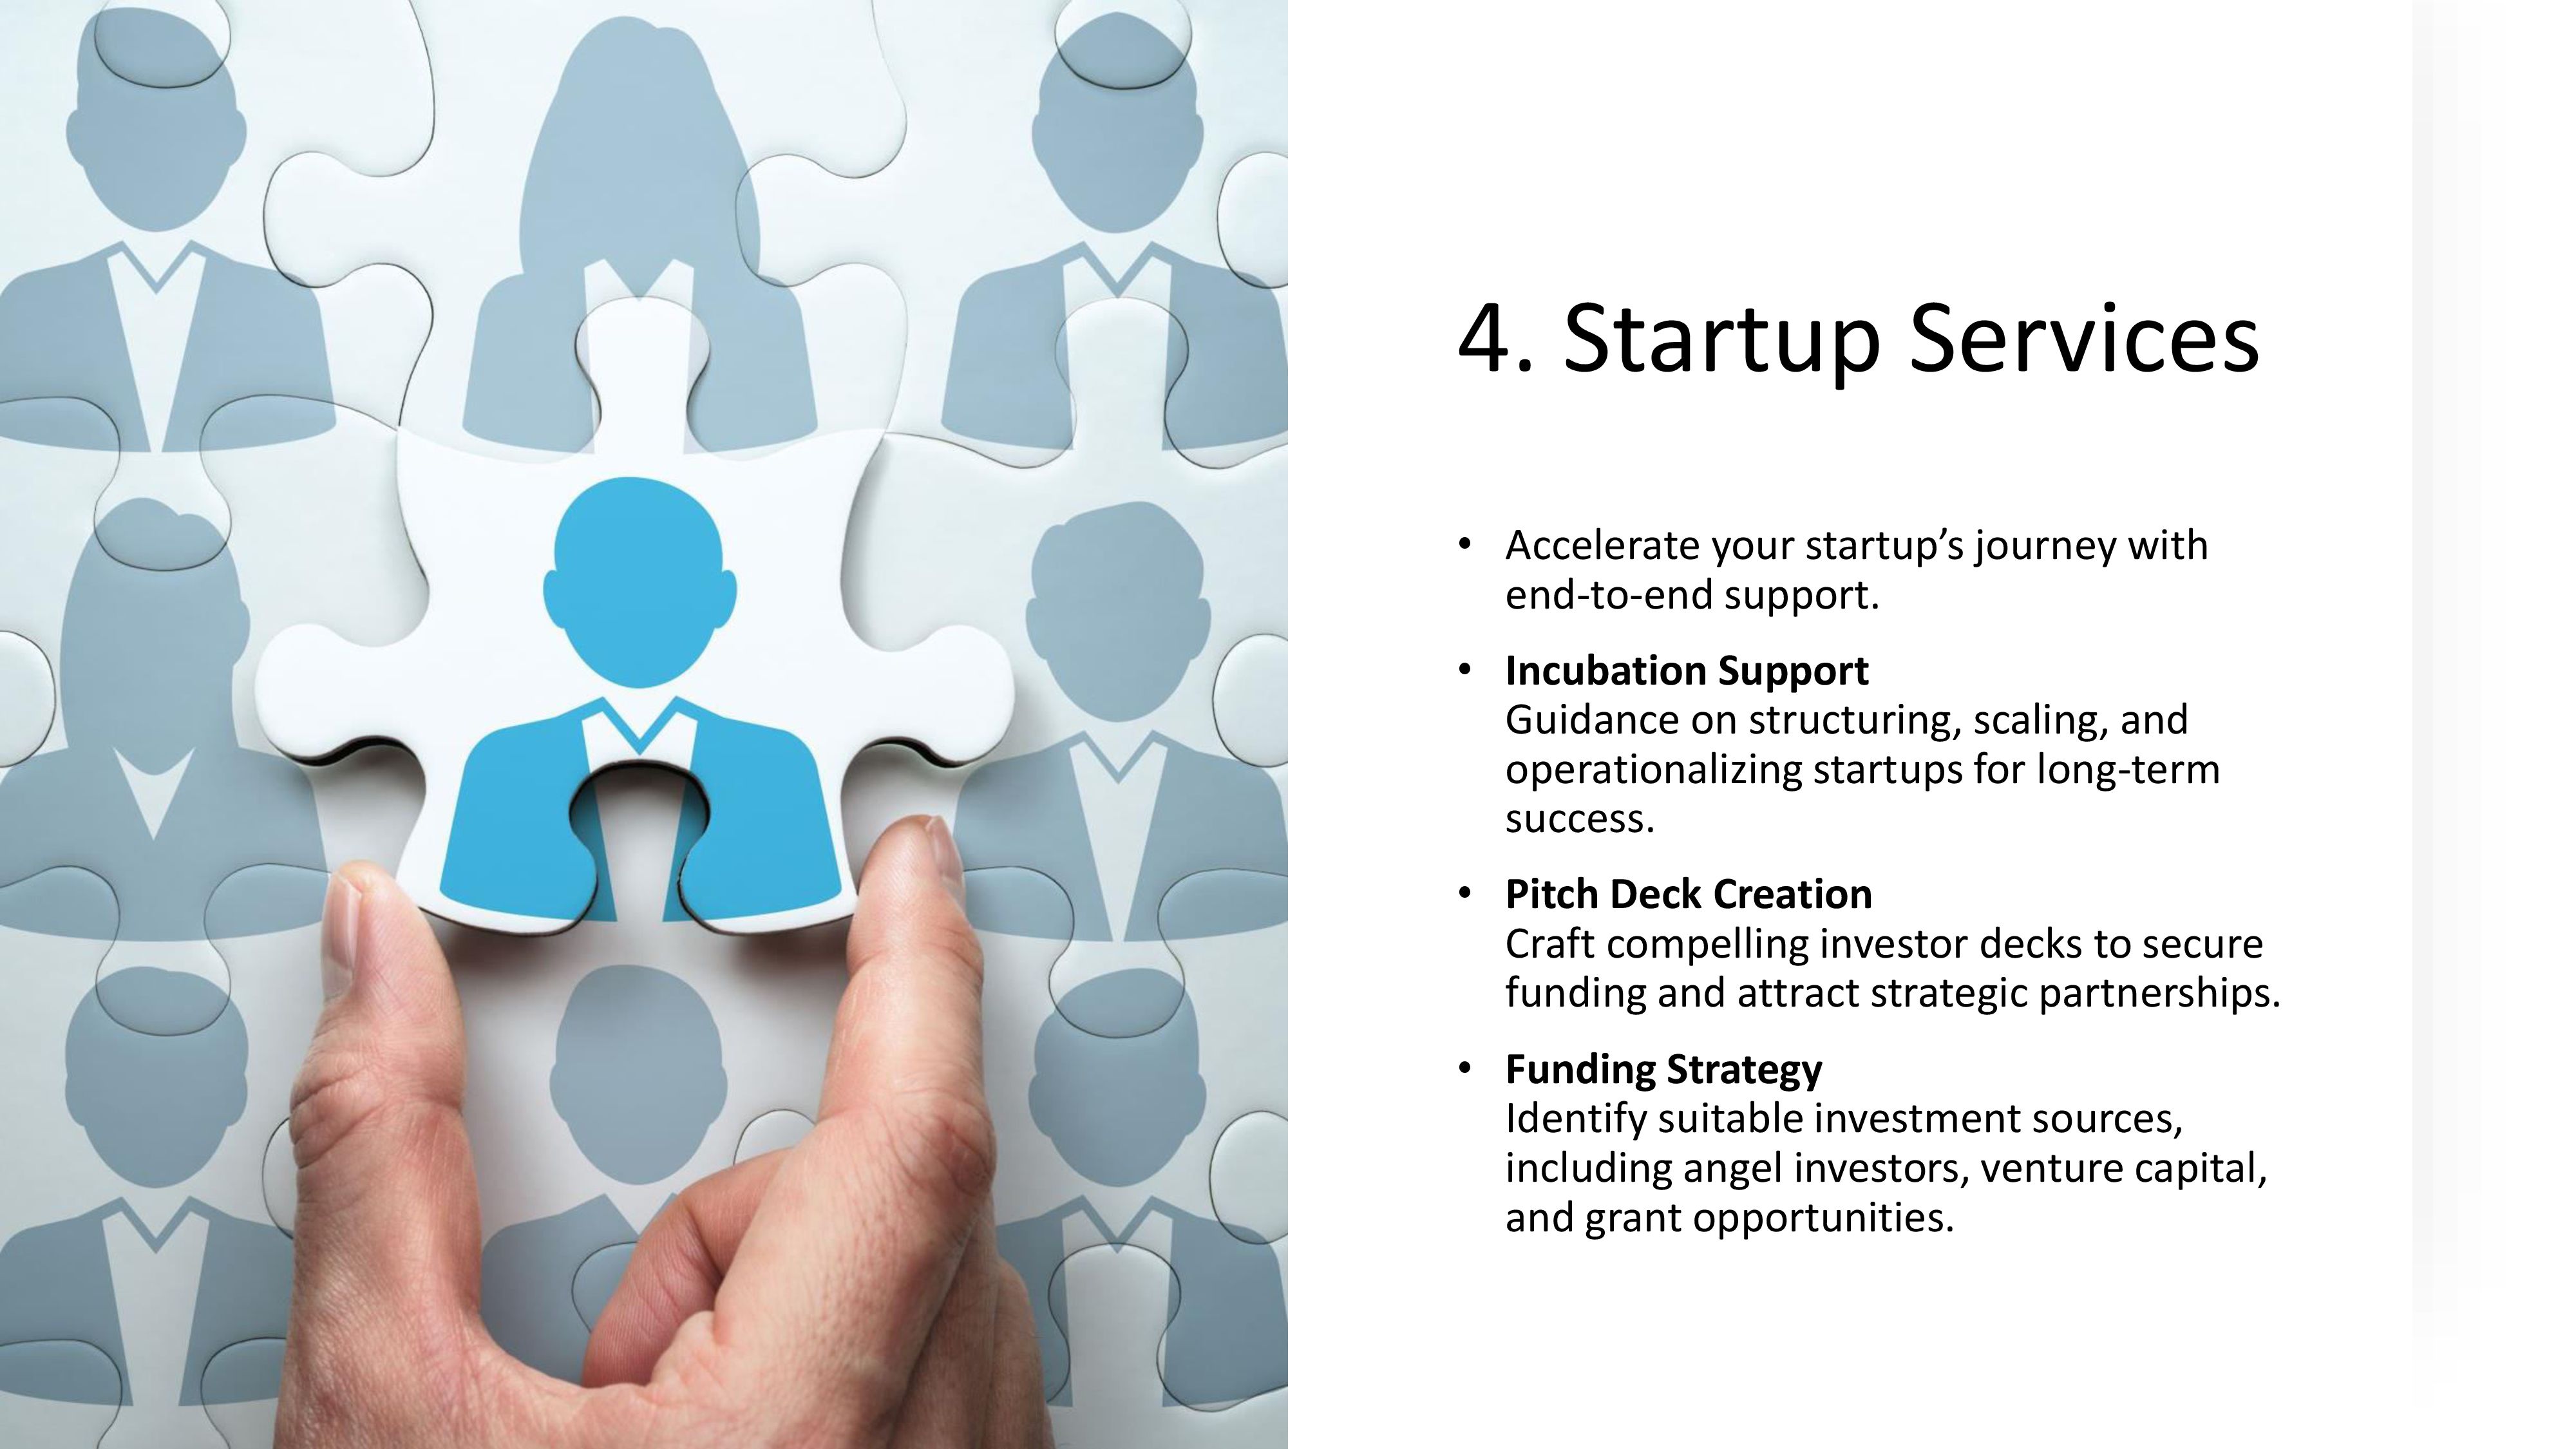 4. Startup Services
• Accelerate your startup’s journey with
end-to-end support.
• Incubation Support
Guidance on structuring, scaling, and
operationalizing startups for long-term
success.
• Pitch Deck Creation
Craft compelling investor decks to secure
funding and attract strategic partnerships.
• Funding Strategy
Identify suitable investment sources,
including angel investors, venture capital,
and grant opportunities.